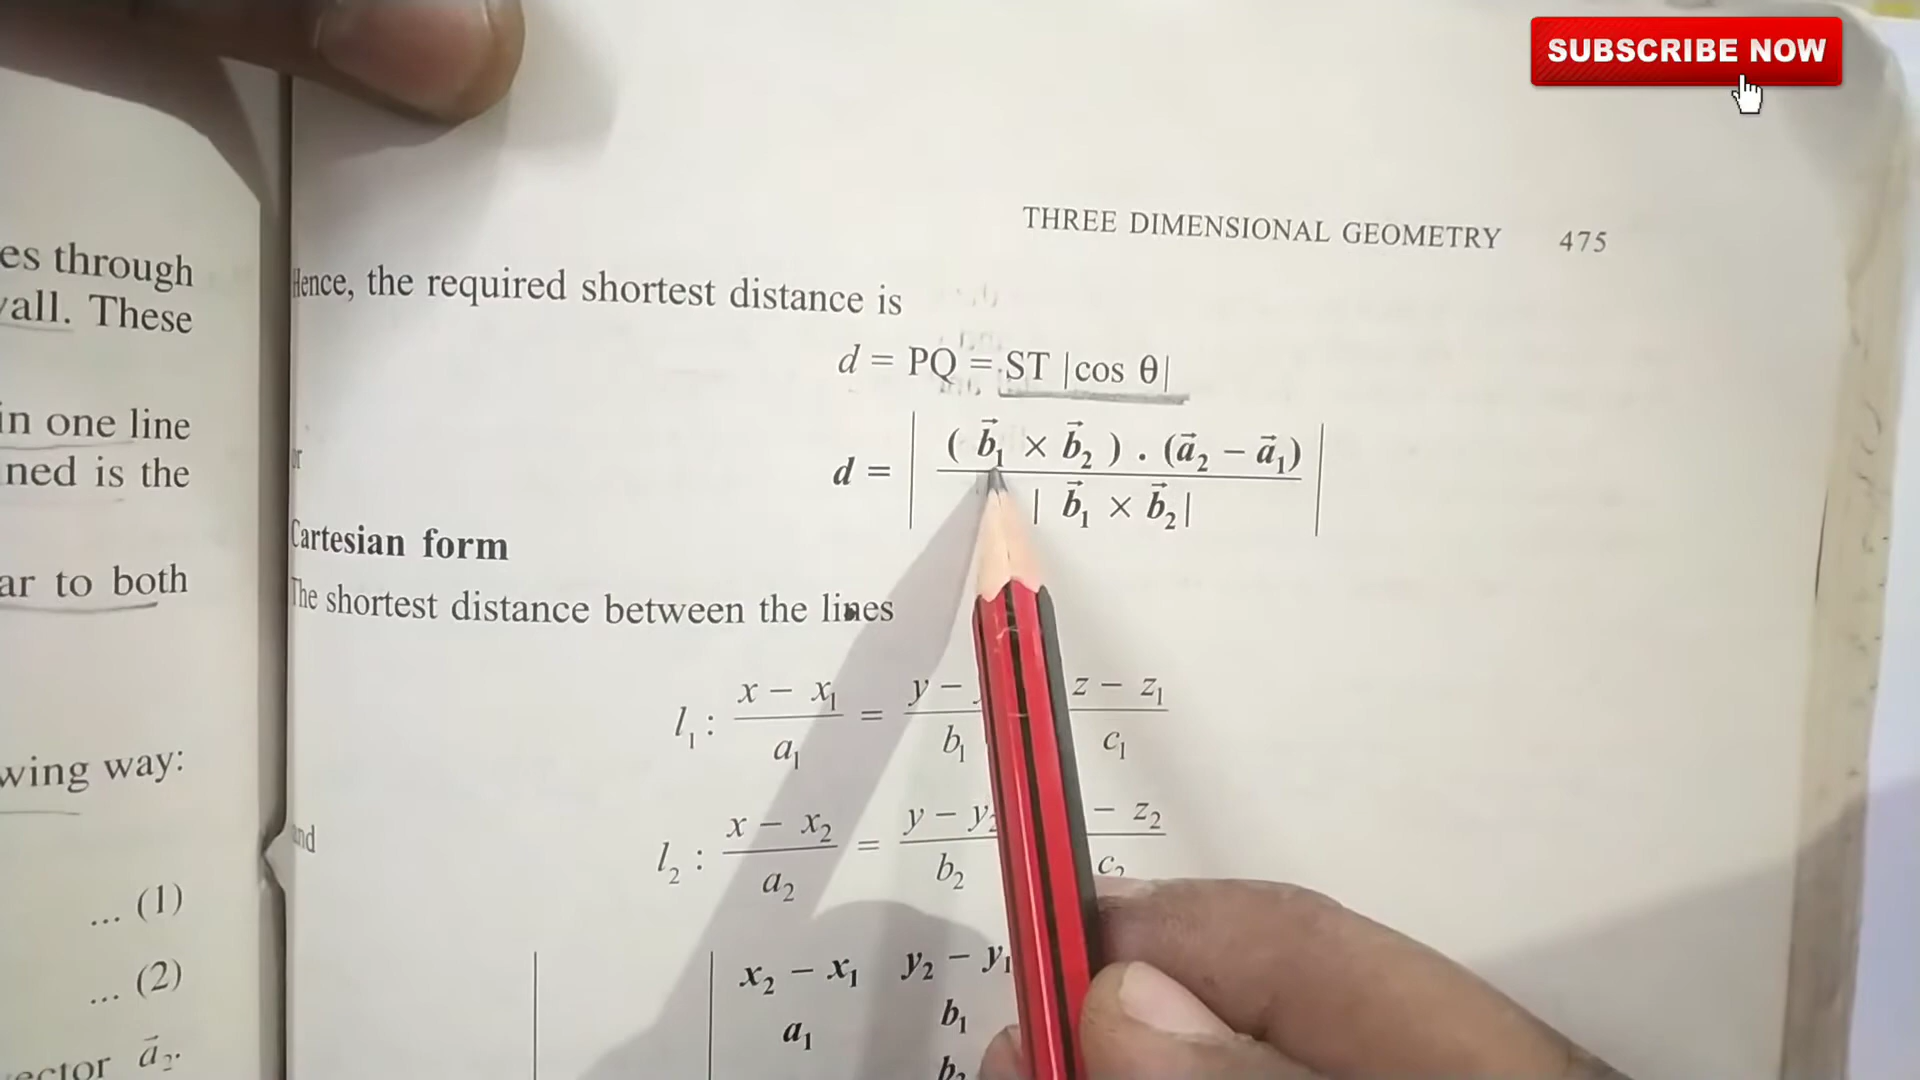 SUBSCRIBE NOW
THREE DIMENSIONAL GEOMETRY 475
es through
all. These
in one line
ned is the
ar to both
wing way:
... (1)
... (2)
ector a⃗₂.
Hence, the required shortest distance is
d = PQ = ST |cos θ|
or
d = | (b⃗₁ × b⃗₂) . (a⃗₂ − a⃗₁) / |b⃗₁ × b⃗₂| |
Cartesian form
The shortest distance between the lines
l₁ : x − x₁ / a₁ = y − / b₁ z − z₁ / c₁
and
l₂ : x − x₂ / a₂ = y − y₂ / b₂ − z₂ / c₂
x₂ − x₁ y₂ − y₁
a₁ b₁
b₂